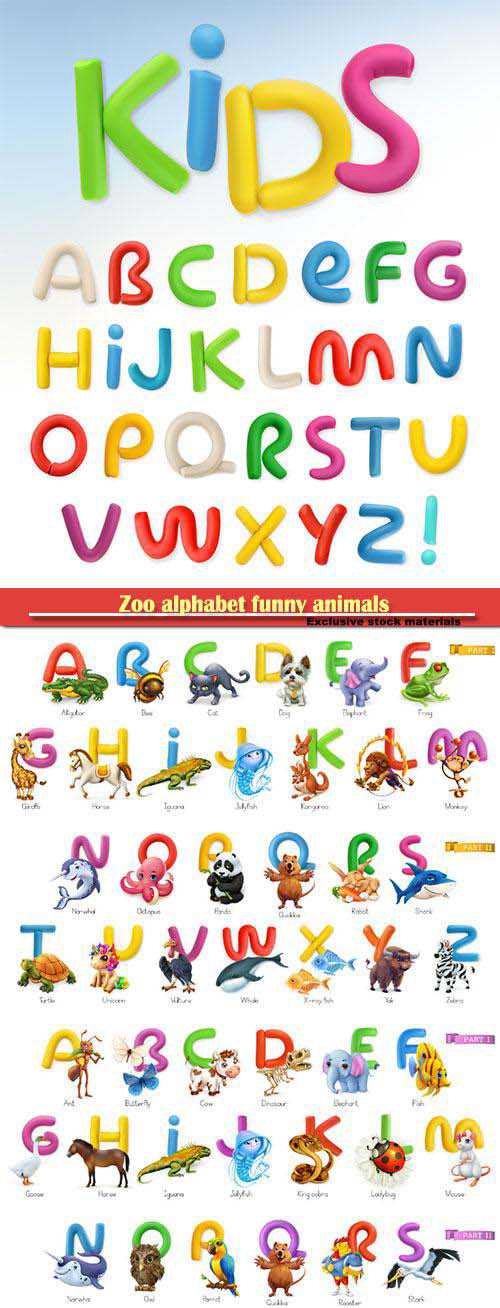 KiDS
ABCDeFG
HiJKLMN
OPQRSTU
VWXYZ!
Zoo alphabet funny animals
Exclusive stock materials
PART I
A B C D E F
Alligator Bee Cat Dog Elephant Frog
G H i J K L M
Giraffe Horse Iguana Jellyfish Kangaroo Lion Monkey
PART II
N O P Q R S
Narwhal Octopus Panda Quokka Rabbit Shark
T U V W X Y Z
Turtle Unicorn Vulture Whale X-ray fish Yak Zebra
PART I
A B C D E F
Ant Butterfly Cow Dinosaur Elephant Fish
G H i J K L M
Goose Horse Iguana Jellyfish King cobra Ladybug Mouse
PART II
N O P Q R S
Narwhal Owl Parrot Quokka Rooster Stork